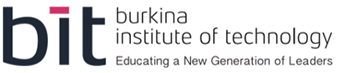 bit
burkina
institute of technology
Educating a New Generation of Leaders